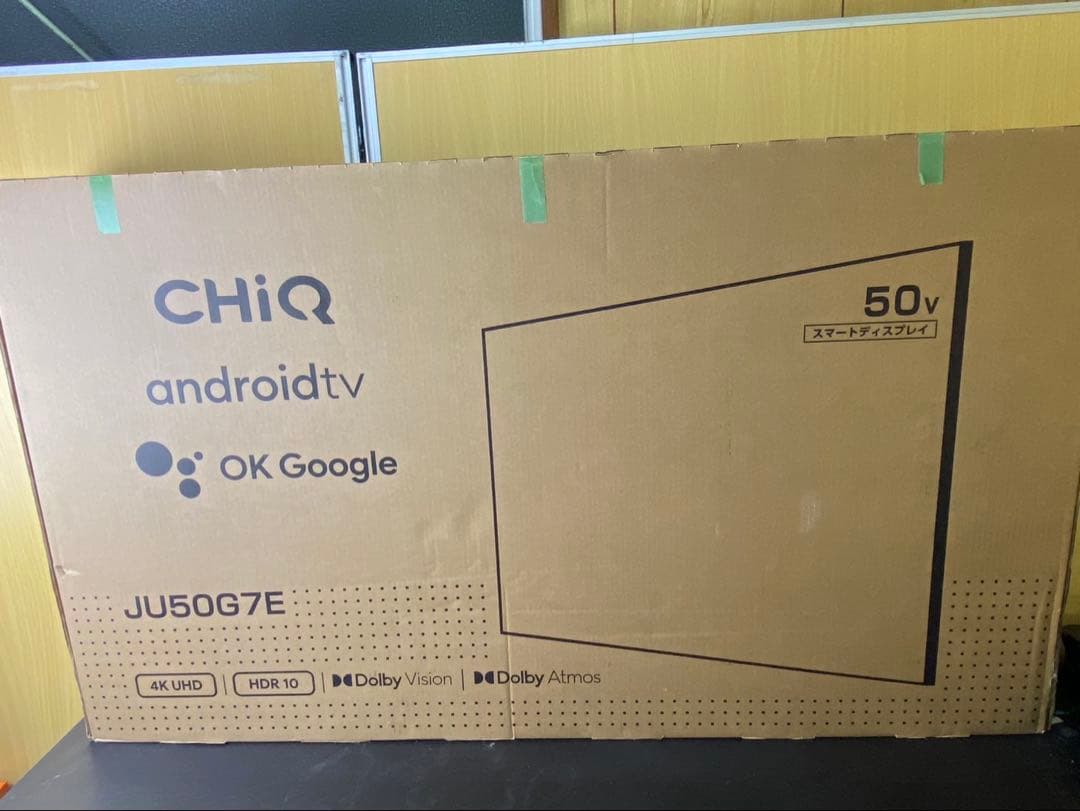 CHiQ
androidtv
OK Google
50V
スマートディスプレイ
JU50G7E
4K UHD | HDR 10 | Dolby Vision | Dolby Atmos